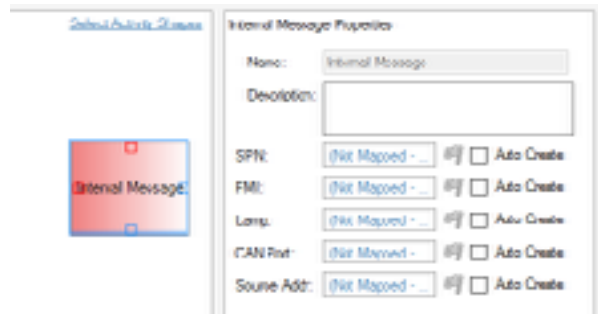 Select Activity Shapes
Internal Message Properties
Name: Internal Message
Description:
Internal Message
SPN: (Not Mapped - ... Auto Create
FMI: (Not Mapped - ... Auto Create
Lamp: (Not Mapped - ... Auto Create
CAN Port: (Not Mapped - ... Auto Create
Source Addr: (Not Mapped - ... Auto Create